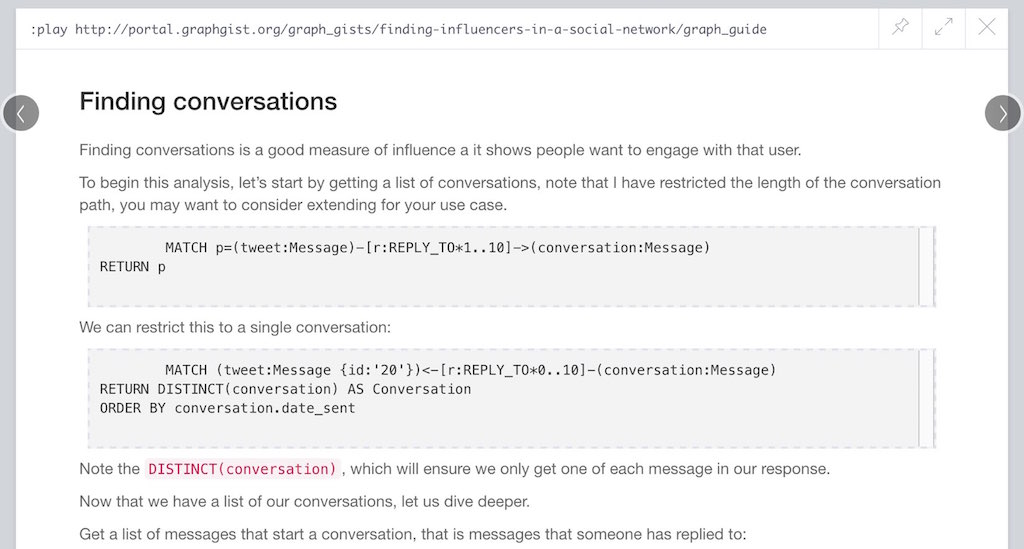 :play http://portal.graphgist.org/graph_gists/finding-influencers-in-a-social-network/graph_guide
Finding conversations
Finding conversations is a good measure of influence a it shows people want to engage with that user.
To begin this analysis, let’s start by getting a list of conversations, note that I have restricted the length of the conversation
path, you may want to consider extending for your use case.
MATCH p=(tweet:Message)-[r:REPLY_TO*1..10]->(conversation:Message)
RETURN p
We can restrict this to a single conversation:
MATCH (tweet:Message {id:'20'})<-[r:REPLY_TO*0..10]-(conversation:Message)
RETURN DISTINCT(conversation) AS Conversation
ORDER BY conversation.date_sent
Note the DISTINCT(conversation) , which will ensure we only get one of each message in our response.
Now that we have a list of our conversations, let us dive deeper.
Get a list of messages that start a conversation, that is messages that someone has replied to: